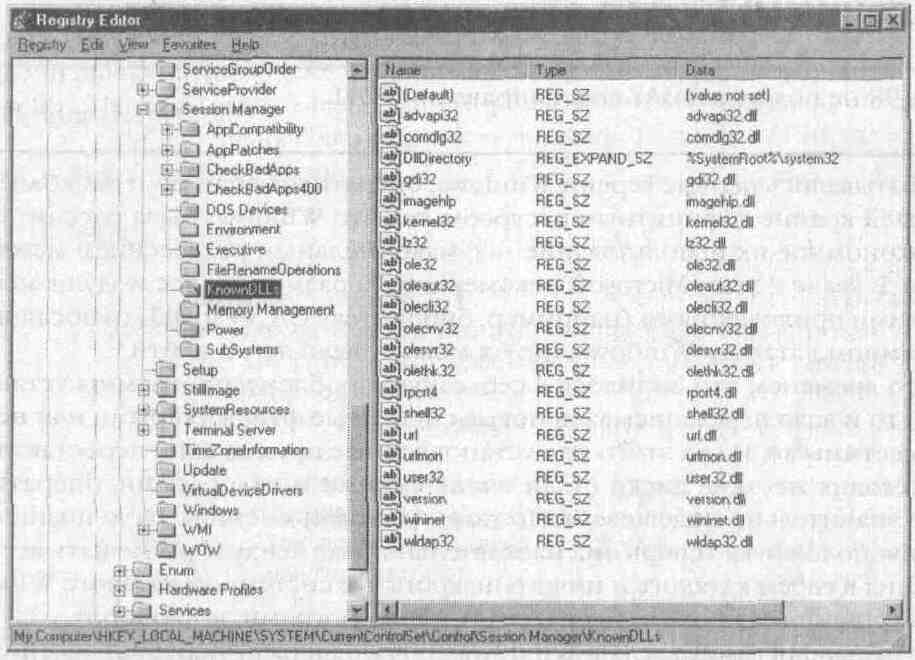 Registry Editor
Registry Edit View Favorites Help
ServiceGroupOrder
ServiceProvider
Session Manager
AppCompatibility
AppPatches
CheckBadApps
CheckBadApps400
DOS Devices
Environment
Executive
FileRenameOperations
KnownDLLs
Memory Management
Power
SubSystems
Setup
StillImage
SystemResources
Terminal Server
TimeZoneInformation
Update
VirtualDeviceDrivers
Windows
WMI
WOW
Enum
Hardware Profiles
Services
Name Type Data
(Default) REG_SZ (value not set)
advapi32 REG_SZ advapi32.dll
comdlg32 REG_SZ comdlg32.dll
DllDirectory REG_EXPAND_SZ %SystemRoot%\system32
gdi32 REG_SZ gdi32.dll
imagehlp REG_SZ imagehlp.dll
kernel32 REG_SZ kernel32.dll
lz32 REG_SZ lz32.dll
ole32 REG_SZ ole32.dll
oleaut32 REG_SZ oleaut32.dll
olecli32 REG_SZ olecli32.dll
olecnv32 REG_SZ olecnv32.dll
olesvr32 REG_SZ olesvr32.dll
olethk32 REG_SZ olethk32.dll
rpcrt4 REG_SZ rpcrt4.dll
shell32 REG_SZ shell32.dll
url REG_SZ url.dll
urlmon REG_SZ urlmon.dll
user32 REG_SZ user32.dll
version REG_SZ version.dll
wininet REG_SZ wininet.dll
wldap32 REG_SZ wldap32.dll
My Computer\HKEY_LOCAL_MACHINE\SYSTEM\CurrentControlSet\Control\Session Manager\KnownDLLs